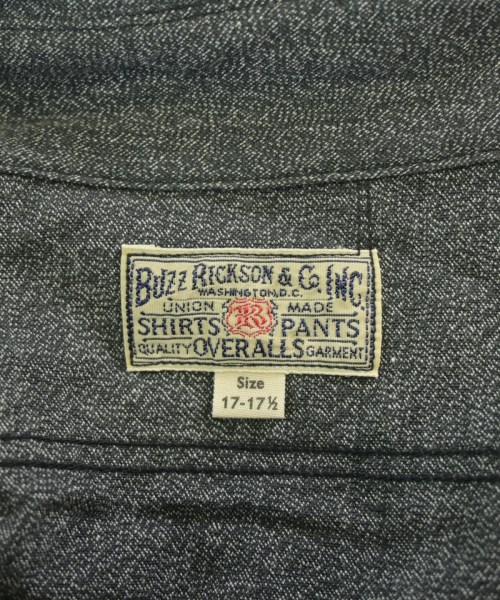 BUZZ RICKSON & CO. INC.
WASHINGTON, D.C.
UNION MADE
SHIRTS BR PANTS
QUALITY OVERALLS GARMENT
Size
17-17½